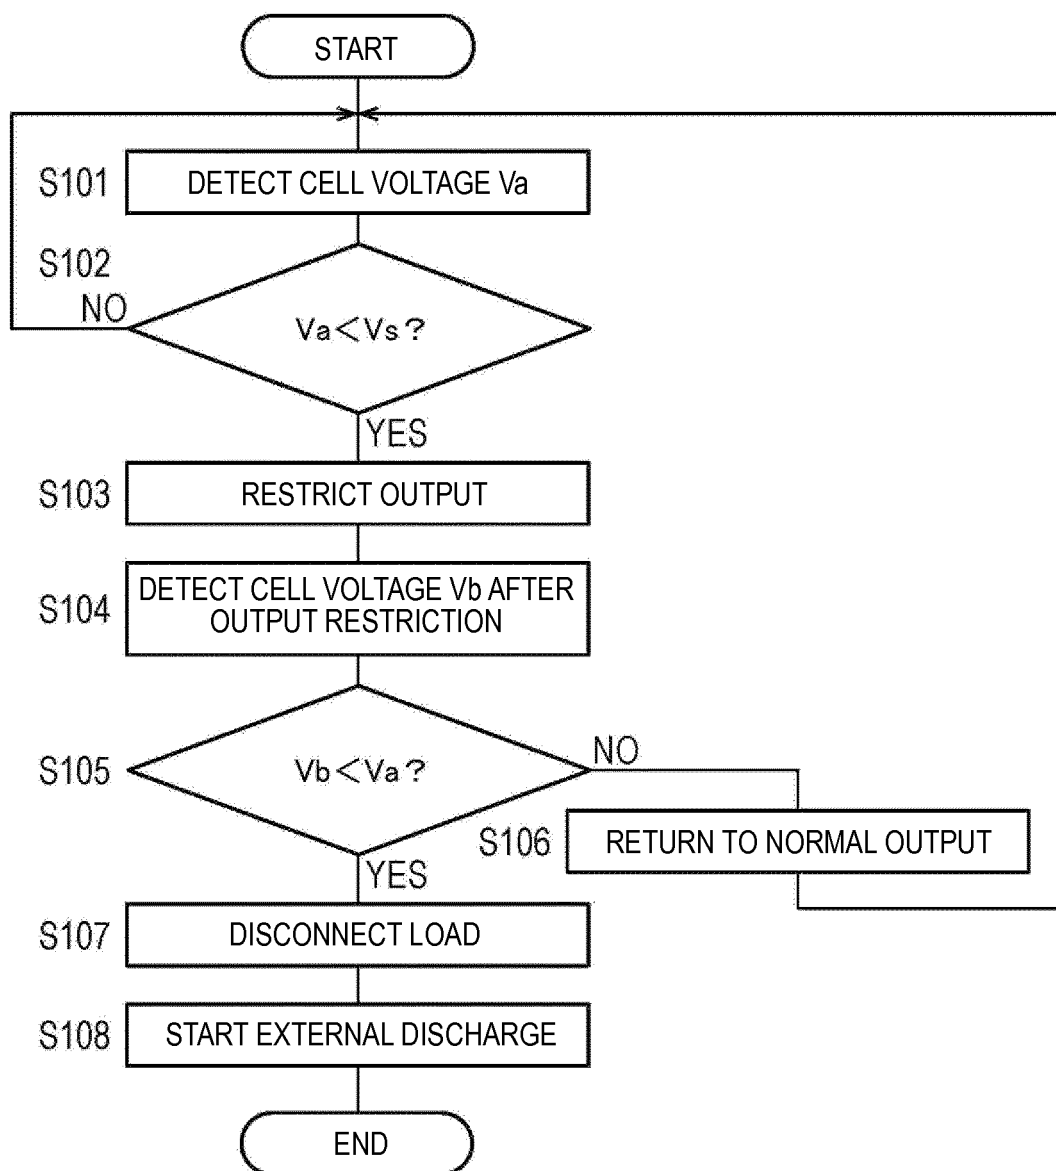 START
S101
DETECT CELL VOLTAGE Va
S102
NO
Va<Vs?
YES
S103
RESTRICT OUTPUT
S104
DETECT CELL VOLTAGE Vb AFTER
OUTPUT RESTRICTION
S105
Vb<Va?
NO
S106
RETURN TO NORMAL OUTPUT
YES
S107
DISCONNECT LOAD
S108
START EXTERNAL DISCHARGE
END